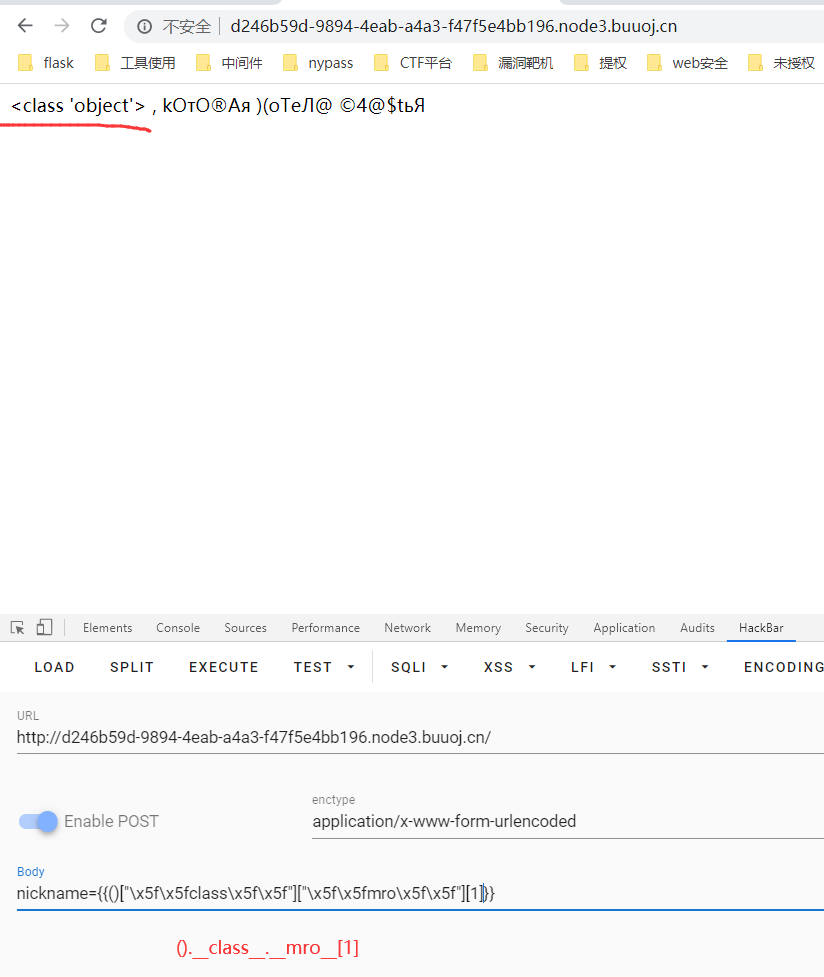 不安全 d246b59d-9894-4eab-a4a3-f47f5e4bb196.node3.buuoj.cn
flask 工具使用 中间件 nypass CTF平台 漏洞靶机 提权 web安全 未授权
<class 'object'> , kOтO®Aя )(oTeЛ@ ©4@$tьЯ
Elements Console Sources Performance Network Memory Security Application Audits HackBar
LOAD SPLIT EXECUTE TEST SQLI XSS LFI SSTI ENCODING
URL
http://d246b59d-9894-4eab-a4a3-f47f5e4bb196.node3.buuoj.cn/
enctype
Enable POST application/x-www-form-urlencoded
Body
nickname={{()["\x5f\x5fclass\x5f\x5f"]["\x5f\x5fmro\x5f\x5f"][1]}}
().__class__.__mro__[1]